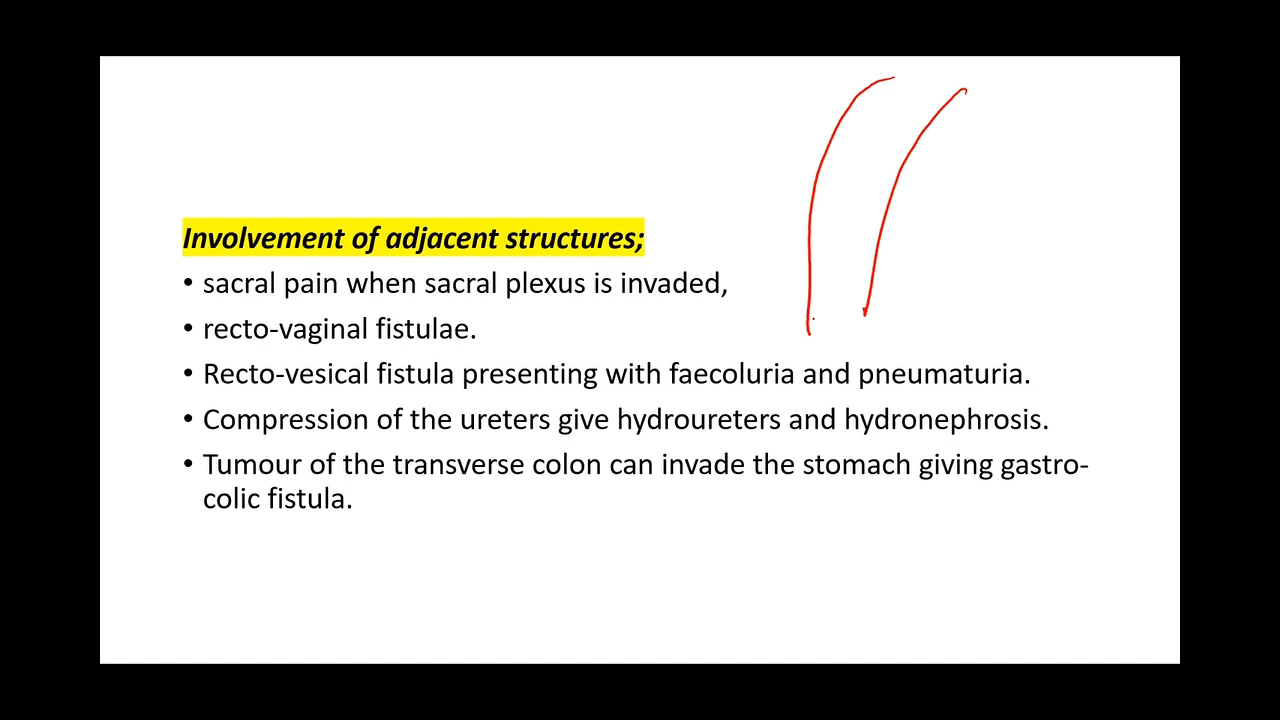 Involvement of adjacent structures;
• sacral pain when sacral plexus is invaded,
• recto-vaginal fistulae.
• Recto-vesical fistula presenting with faecoluria and pneumaturia.
• Compression of the ureters give hydroureters and hydronephrosis.
• Tumour of the transverse colon can invade the stomach giving gastro-
colic fistula.